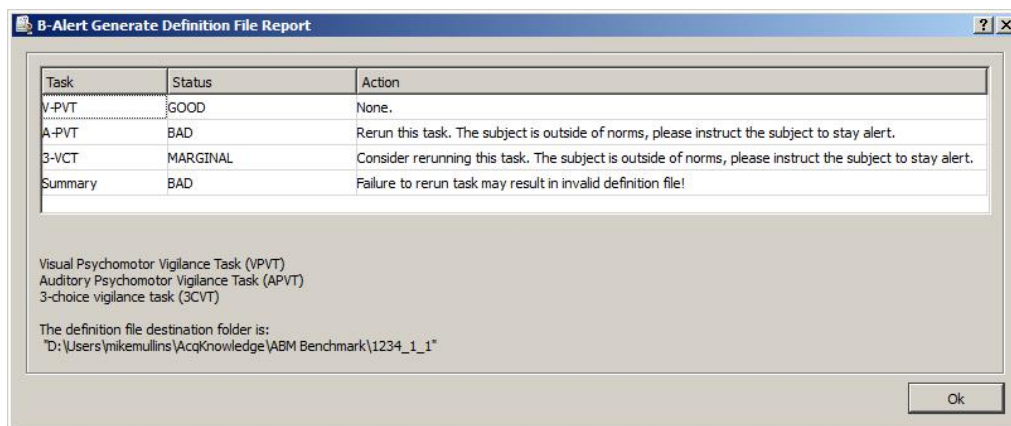 B-Alert Generate Definition File Report
Task Status Action
V-PVT GOOD None.
A-PVT BAD Rerun this task. The subject is outside of norms, please instruct the subject to stay alert.
3-VCT MARGINAL Consider rerunning this task. The subject is outside of norms, please instruct the subject to stay alert.
Summary BAD Failure to rerun task may result in invalid definition file!
Visual Psychomotor Vigilance Task (VPVT)
Auditory Psychomotor Vigilance Task (APVT)
3-choice vigilance task (3CVT)
The definition file destination folder is:
"D:\Users\mikemullins\AcqKnowledge\ABM Benchmark\1234_1_1"
Ok